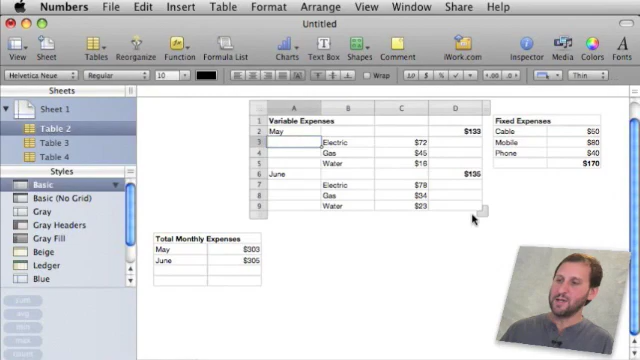 Numbers File Edit Insert Table Format Arrange View Window Share
Untitled
View Sheet Tables Reorganize Function Formula List Charts Text Box Shapes Comment iWork.com Inspector Media Colors Fonts
Helvetica Neue Regular 10 Wrap Thin
Sheets
Sheet 1
Table 2
Table 3
Table 4
Styles
Basic
Basic (No Grid)
Gray
Gray Headers
Gray Fill
Beige
Ledger
Blue
sum
avg
min
max
count
A B C D
1 Variable Expenses
2 May $133
3 Electric $72
4 Gas $45
5 Water $16
6 June $135
7 Electric $78
8 Gas $34
9 Water $23
Fixed Expenses
Cable $50
Mobile $80
Phone $40
$170
Total Monthly Expenses
May $303
June $305